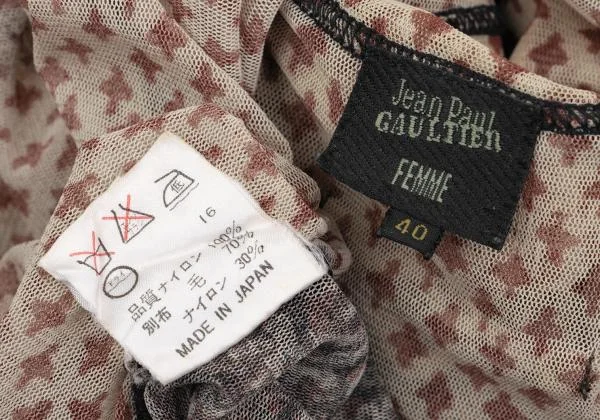 Jean Paul
GAULTIER
FEMME
40
低
16
品質 ナイロン 100%
別布 毛 70%
ナイロン 30%
MADE IN JAPAN